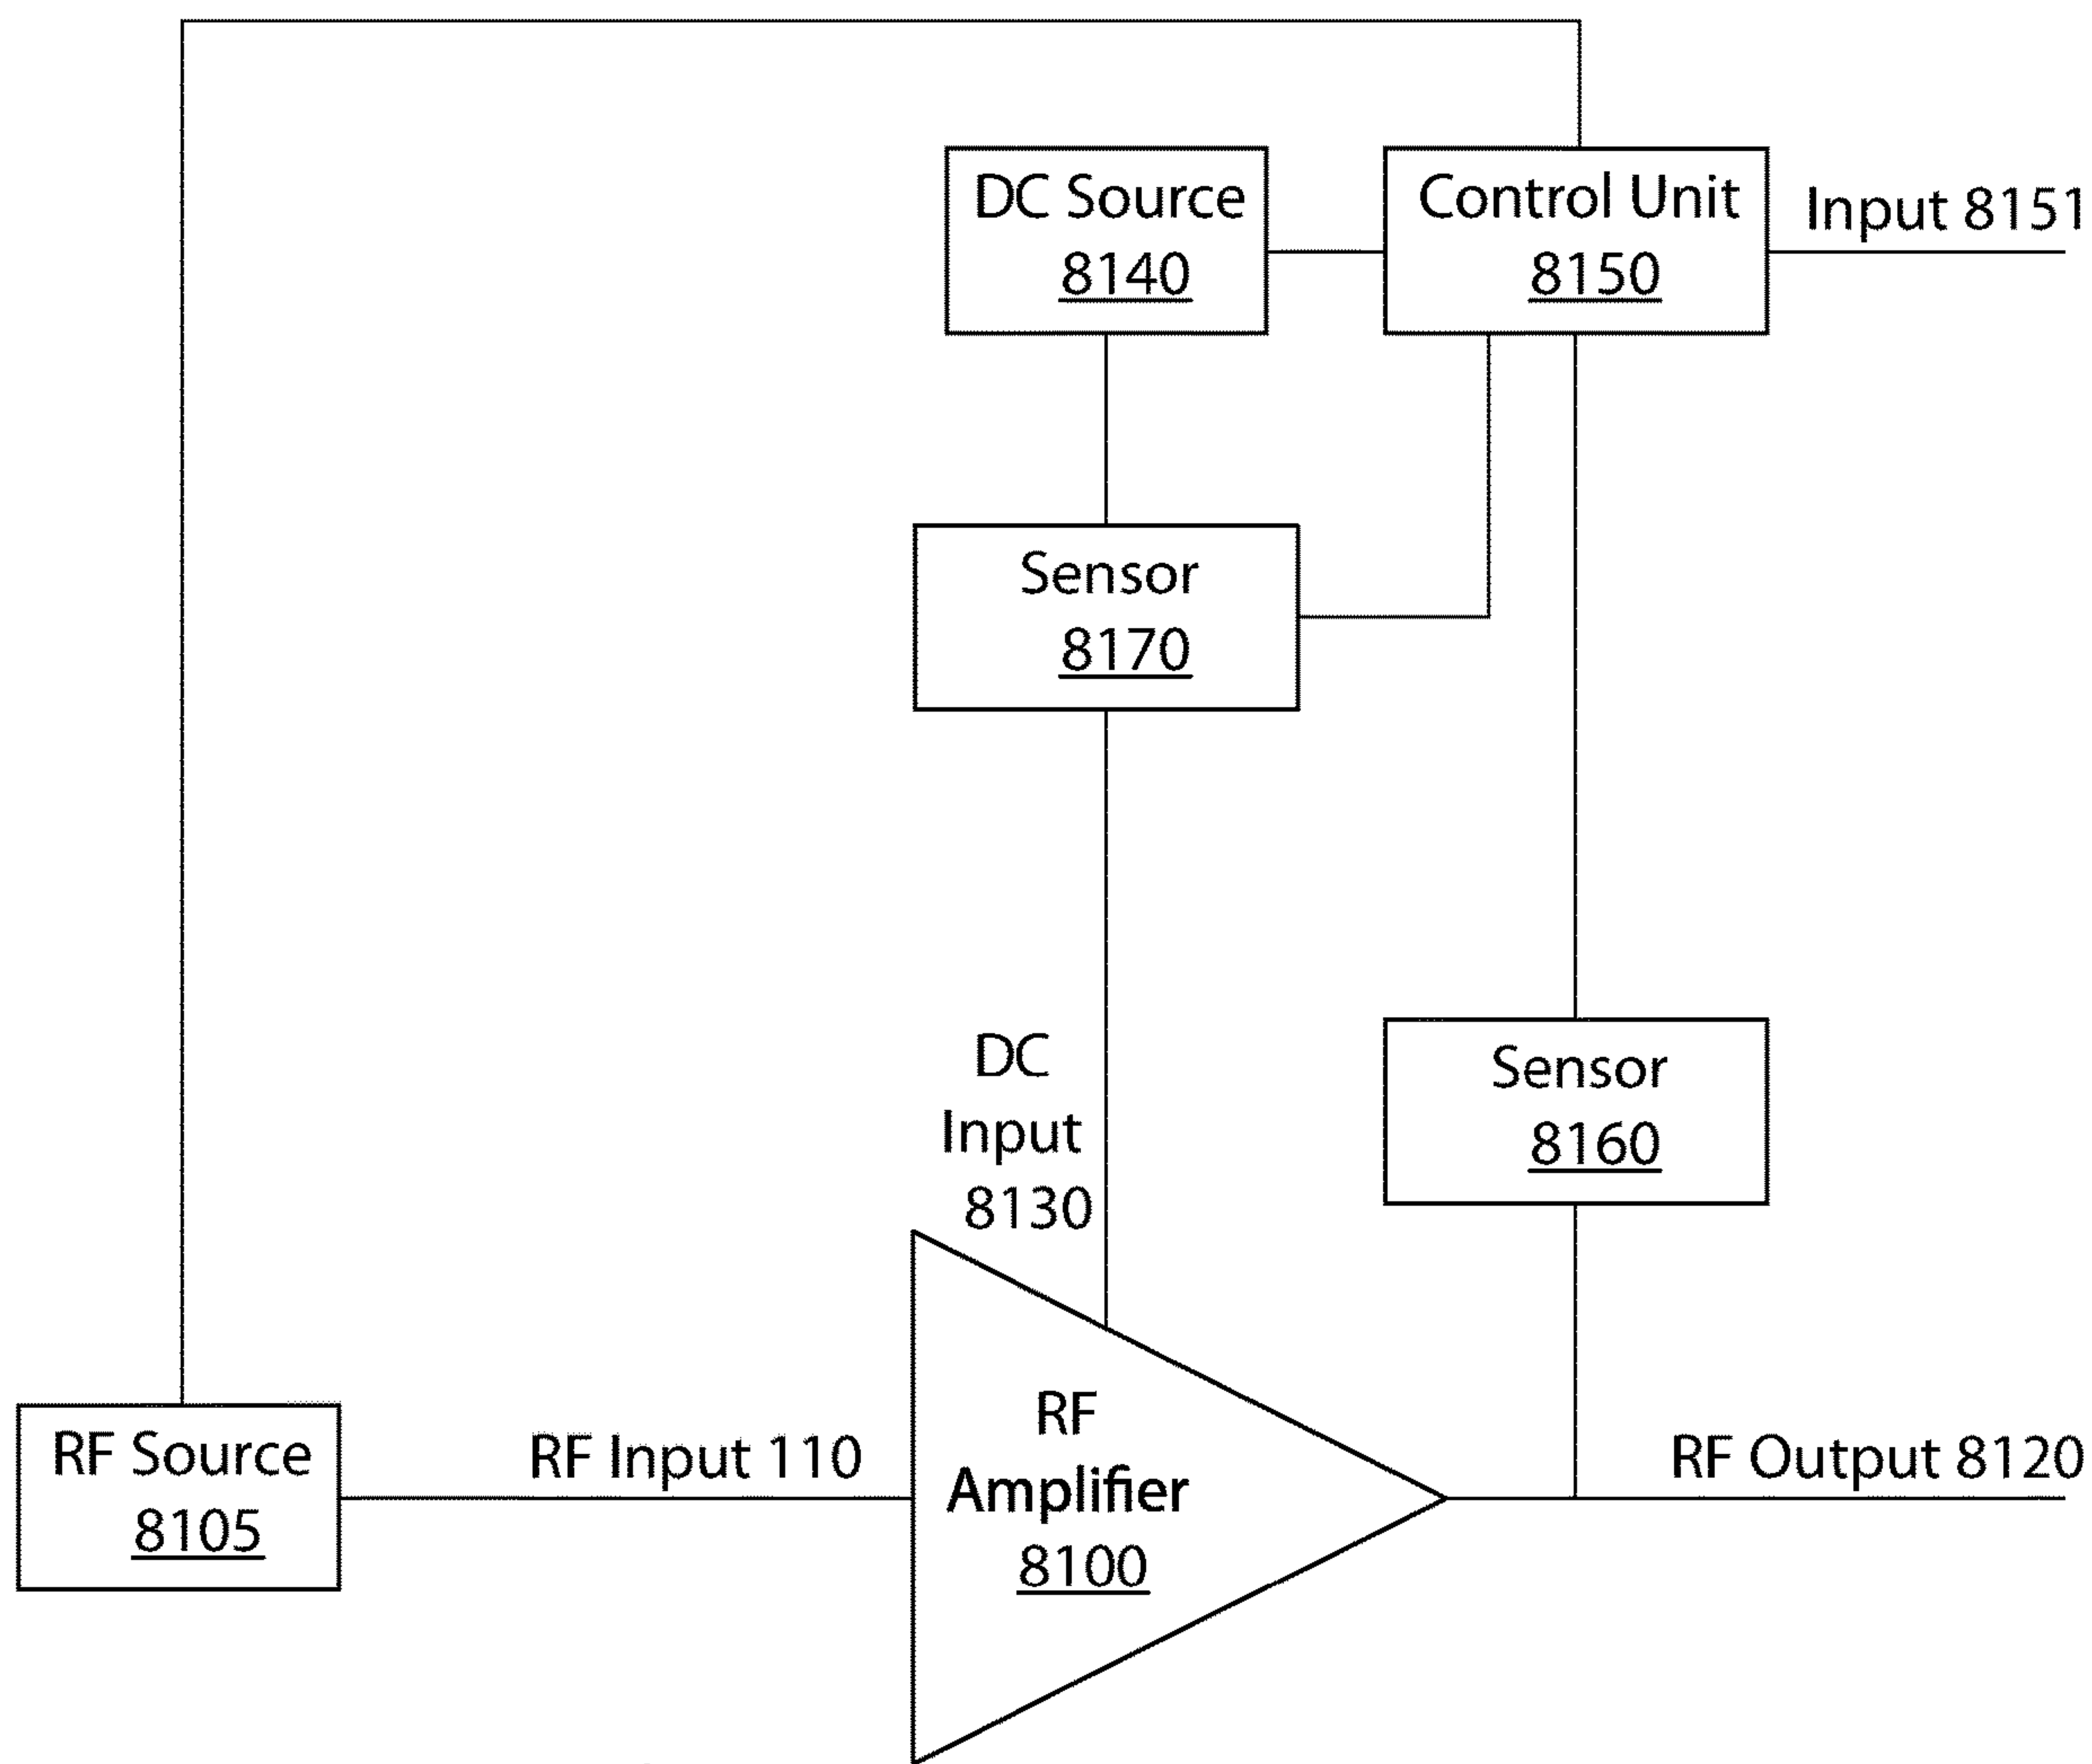 DC Source
8140
Control Unit
8150
Input 8151
Sensor
8170
DC
Input
8130
Sensor
8160
RF Source
8105
RF Input 110
RF
Amplifier
8100
RF Output 8120